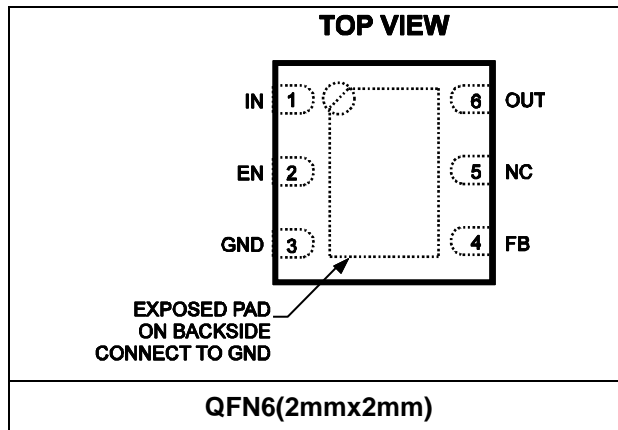 TOP VIEW
IN 1 6 OUT
EN 2 5 NC
GND 3 4 FB
EXPOSED PAD
ON BACKSIDE
CONNECT TO GND
QFN6(2mmx2mm)